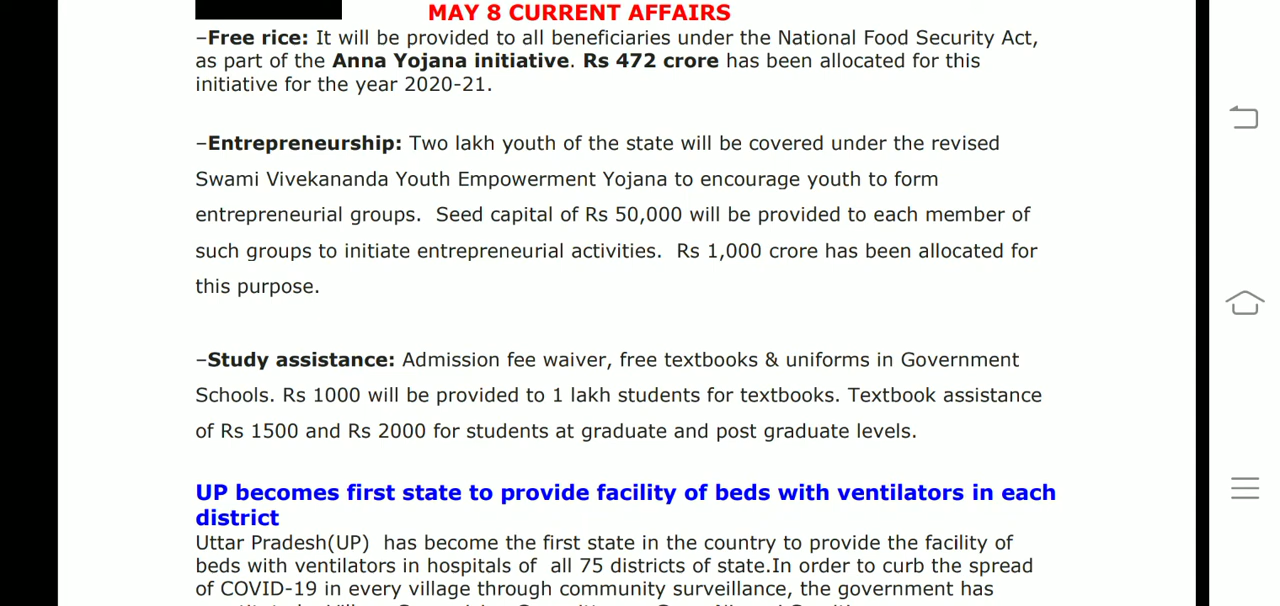 MAY 8 CURRENT AFFAIRS
–Free rice: It will be provided to all beneficiaries under the National Food Security Act,
as part of the Anna Yojana initiative. Rs 472 crore has been allocated for this
initiative for the year 2020-21.
–Entrepreneurship: Two lakh youth of the state will be covered under the revised
Swami Vivekananda Youth Empowerment Yojana to encourage youth to form
entrepreneurial groups. Seed capital of Rs 50,000 will be provided to each member of
such groups to initiate entrepreneurial activities. Rs 1,000 crore has been allocated for
this purpose.
–Study assistance: Admission fee waiver, free textbooks & uniforms in Government
Schools. Rs 1000 will be provided to 1 lakh students for textbooks. Textbook assistance
of Rs 1500 and Rs 2000 for students at graduate and post graduate levels.
UP becomes first state to provide facility of beds with ventilators in each
district
Uttar Pradesh(UP) has become the first state in the country to provide the facility of
beds with ventilators in hospitals of all 75 districts of state.In order to curb the spread
of COVID-19 in every village through community surveillance, the government has